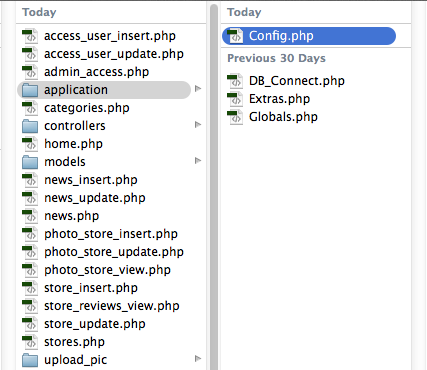 Today
access_user_insert.php
access_user_update.php
admin_access.php
application
categories.php
controllers
home.php
models
news_insert.php
news_update.php
news.php
photo_store_insert.php
photo_store_update.php
photo_store_view.php
store_insert.php
store_reviews_view.php
store_update.php
stores.php
upload_pic
Today
Config.php
Previous 30 Days
DB_Connect.php
Extras.php
Globals.php